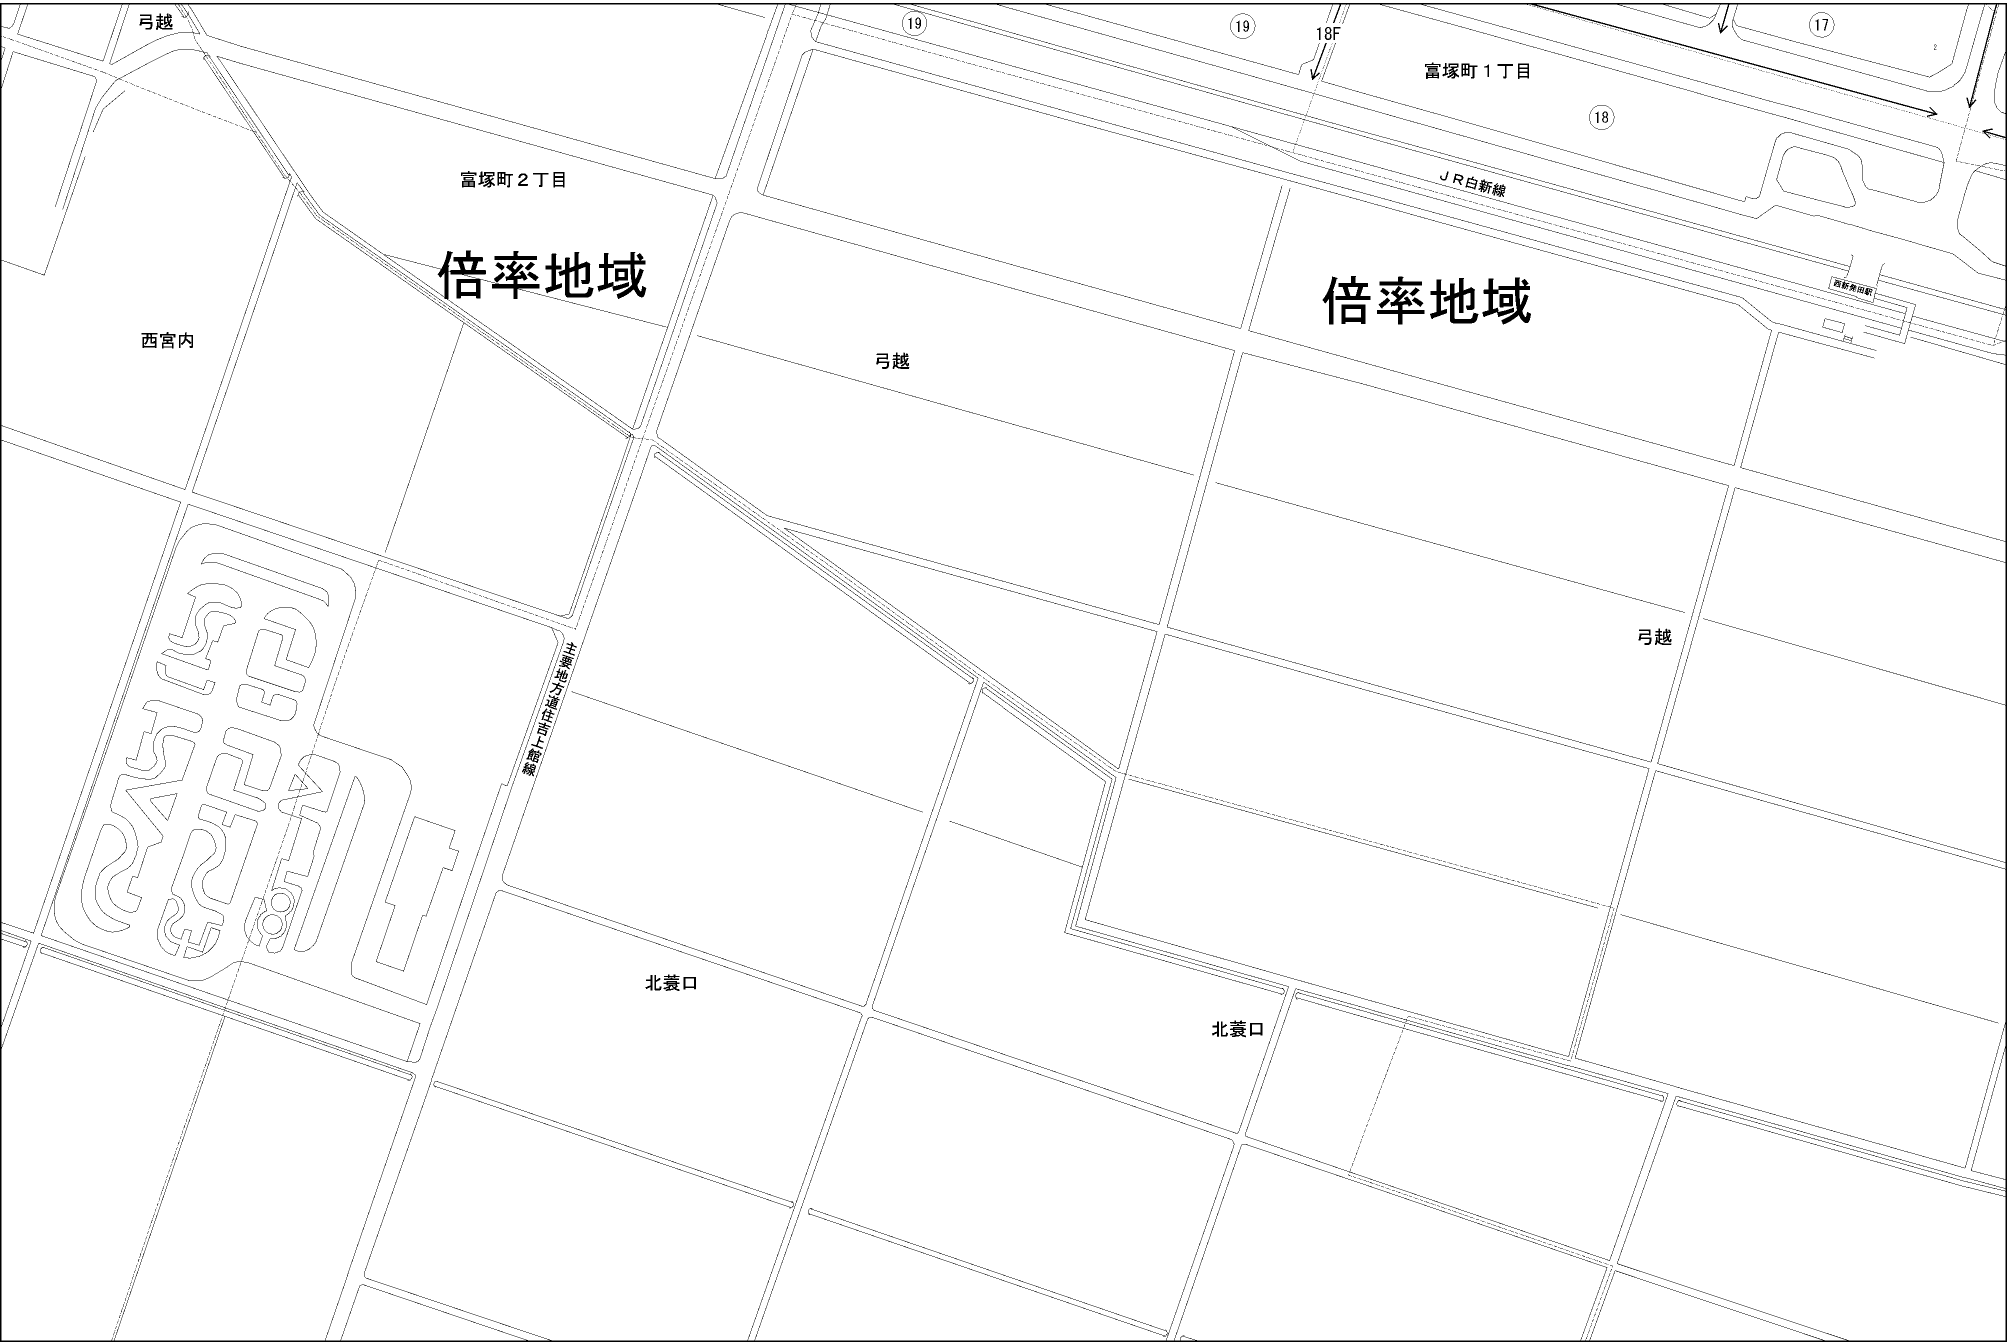 弓越
19
19
18F
17
2
富塚町1丁目
18
富塚町2丁目
JR白新線
倍率地域
倍率地域
西新発田駅
西宮内
弓越
弓越
主要地方道住吉上館線
北蓑口
北蓑口